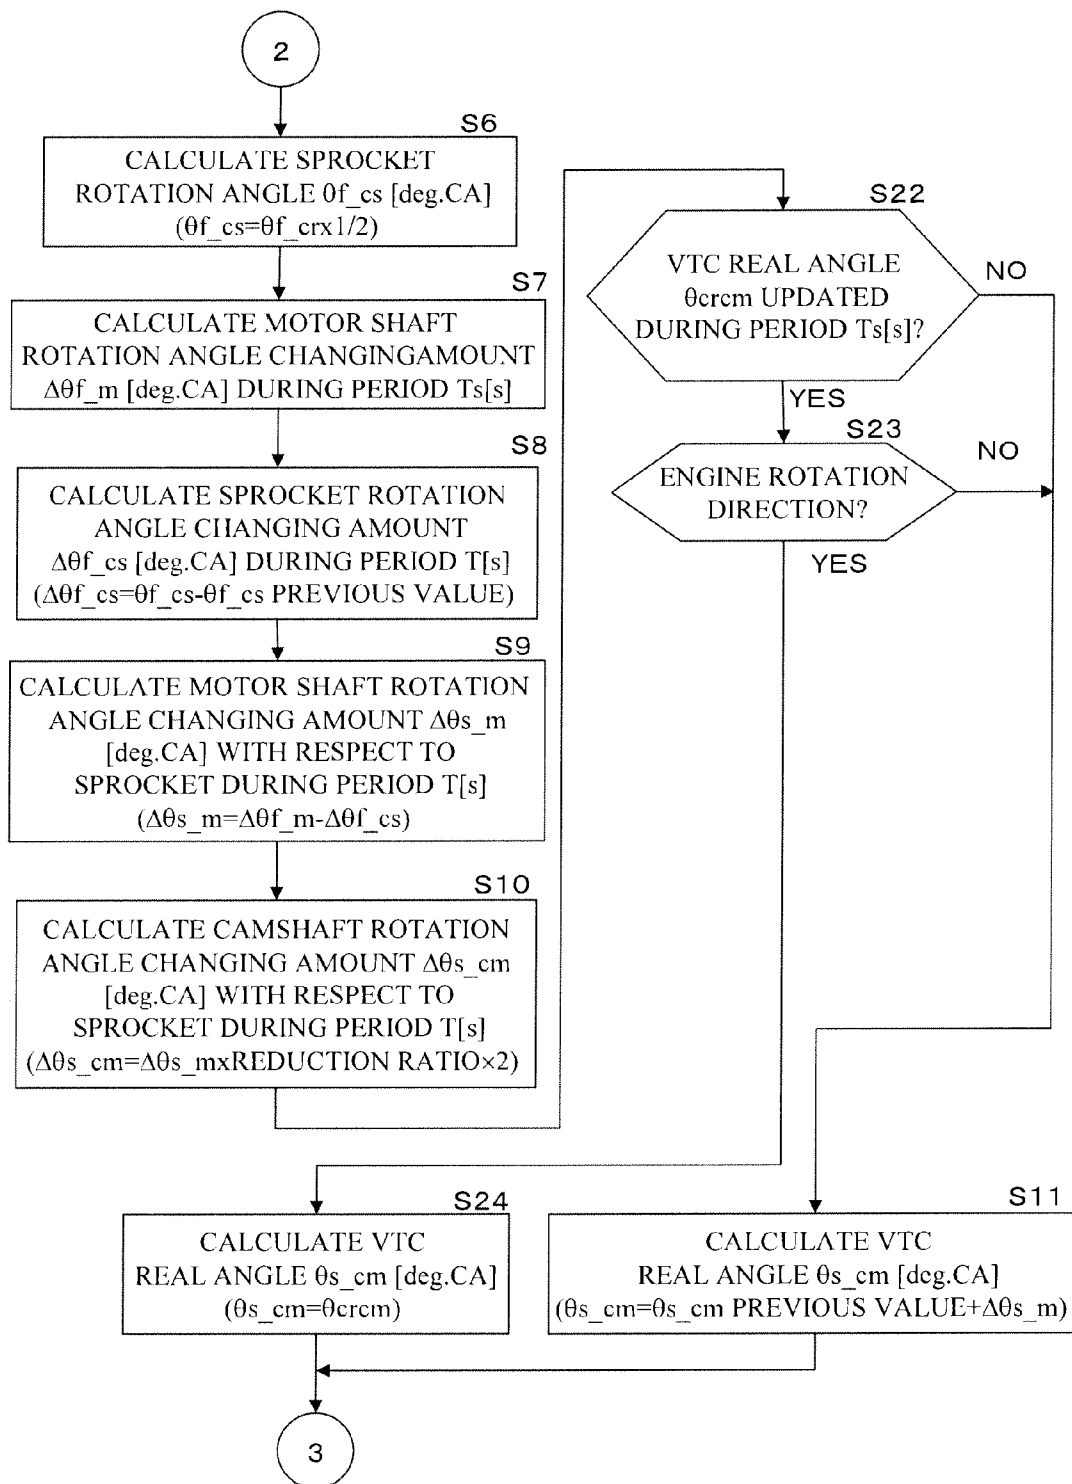 2
S6
CALCULATE SPROCKET
ROTATION ANGLE θf_cs [deg.CA]
(θf_cs=θf_crx1/2)
S7
CALCULATE MOTOR SHAFT
ROTATION ANGLE CHANGINGAMOUNT
Δθf_m [deg.CA] DURING PERIOD Ts[s]
S8
CALCULATE SPROCKET ROTATION
ANGLE CHANGING AMOUNT
Δθf_cs [deg.CA] DURING PERIOD T[s]
(Δθf_cs=θf_cs-θf_cs PREVIOUS VALUE)
S9
CALCULATE MOTOR SHAFT ROTATION
ANGLE CHANGING AMOUNT Δθs_m
[deg.CA] WITH RESPECT TO
SPROCKET DURING PERIOD T[s]
(Δθs_m=Δθf_m-Δθf_cs)
S10
CALCULATE CAMSHAFT ROTATION
ANGLE CHANGING AMOUNT Δθs_cm
[deg.CA] WITH RESPECT TO
SPROCKET DURING PERIOD T[s]
(Δθs_cm=Δθs_mxREDUCTION RATIO×2)
S22
VTC REAL ANGLE
θcrcm UPDATED
DURING PERIOD Ts[s]?
NO
YES
S23
ENGINE ROTATION
DIRECTION?
NO
YES
S24
CALCULATE VTC
REAL ANGLE θs_cm [deg.CA]
(θs_cm=θcrcm)
S11
CALCULATE VTC
REAL ANGLE θs_cm [deg.CA]
(θs_cm=θs_cm PREVIOUS VALUE+Δθs_m)
3